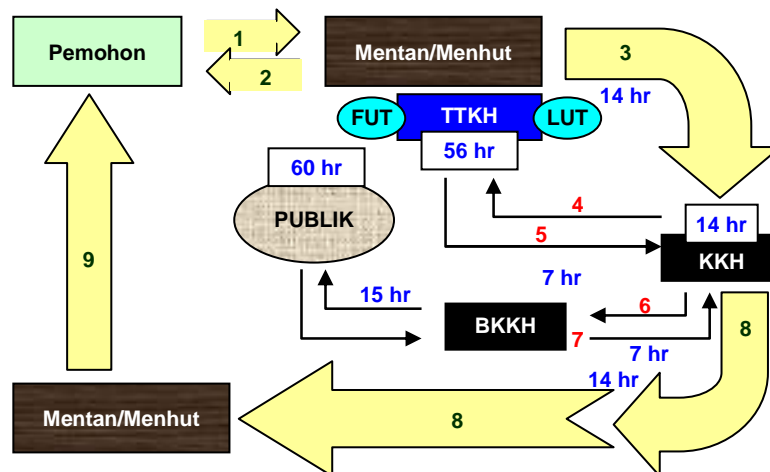 Pemohon
1
2
Mentan/Menhut
3
14 hr
FUT
TTKH
LUT
56 hr
60 hr
PUBLIK
4
5
14 hr
KKH
9
7 hr
15 hr
6
BKKH
7
7 hr
8
14 hr
Mentan/Menhut
8